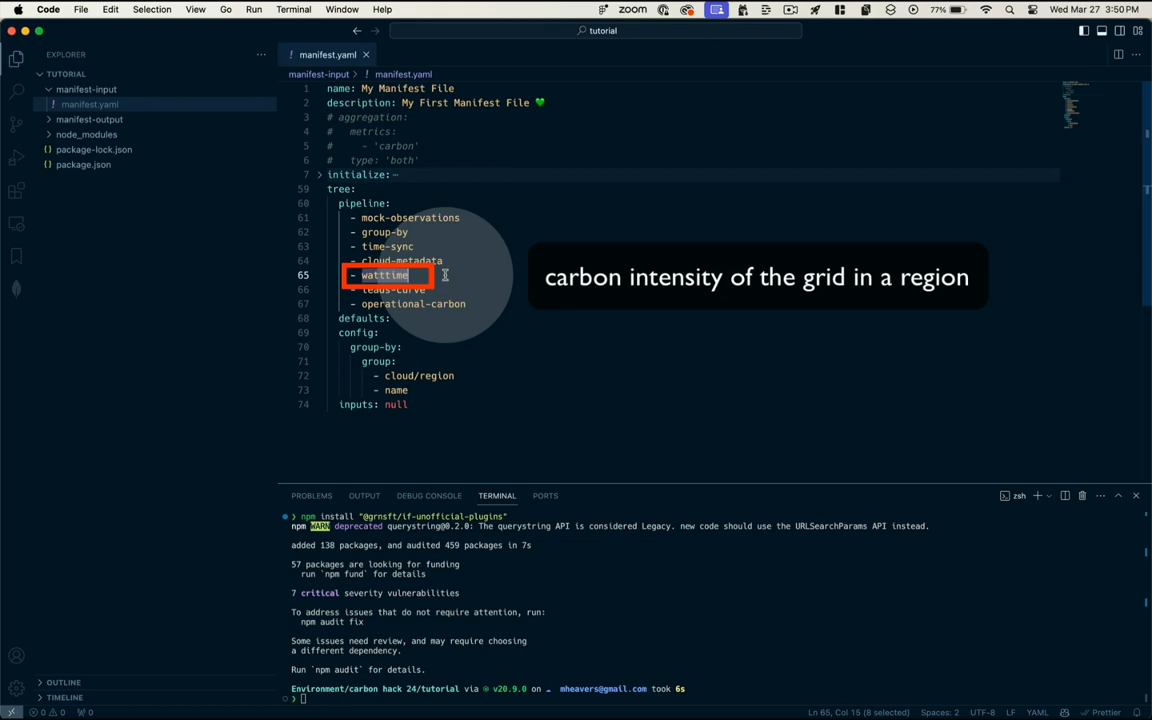 Code File Edit Selection View Go Run Terminal Window Help zoom 77% Wed Mar 27 3:50 PM
tutorial
EXPLORER
manifest.yaml
TUTORIAL
manifest-input
manifest.yaml
manifest-output
node_modules
package-lock.json
package.json
OUTLINE
TIMELINE
manifest-input > ! manifest.yaml
1 name: My Manifest File
2 description: My First Manifest File 💚
3 # aggregation:
4 #   metrics:
5 #     - 'carbon'
6 #   type: 'both'
7 initialize: ⋯
59 tree:
60 pipeline:
61 - mock-observations
62 - group-by
63 - time-sync
64 - cloud-metadata
65 - watttime
66 - teads-curve
67 - operational-carbon
68 defaults:
69 config:
70 group-by:
71 group:
72 - cloud/region
73 - name
74 inputs: null
carbon intensity of the grid in a region
PROBLEMS OUTPUT DEBUG CONSOLE TERMINAL PORTS
zsh
❯ npm install "@grnsft/if-unofficial-plugins"
npm WARN deprecated querystring@0.2.0: The querystring API is considered Legacy. new code should use the URLSearchParams API instead.
added 138 packages, and audited 459 packages in 7s
57 packages are looking for funding
run `npm fund` for details
7 critical severity vulnerabilities
To address issues that do not require attention, run:
npm audit fix
Some issues need review, and may require choosing
a different dependency.
Run `npm audit` for details.
Environment/carbon hack 24/tutorial via v20.9.0 on mheavers@gmail.com took 6s
❯
0 0 0 Ln 65, Col 15 (8 selected) Spaces: 2 UTF-8 LF YAML Prettier